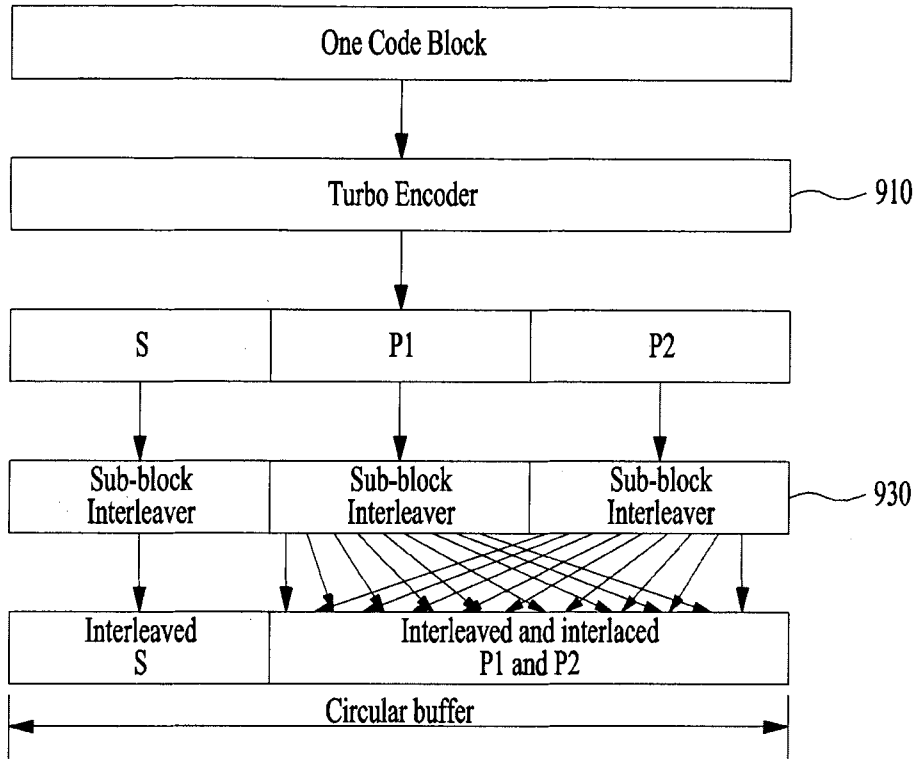 One Code Block
Turbo Encoder
910
S
P1
P2
Sub-block
Interleaver
Sub-block
Interleaver
Sub-block
Interleaver
930
Interleaved
S
Interleaved and interlaced
P1 and P2
Circular buffer